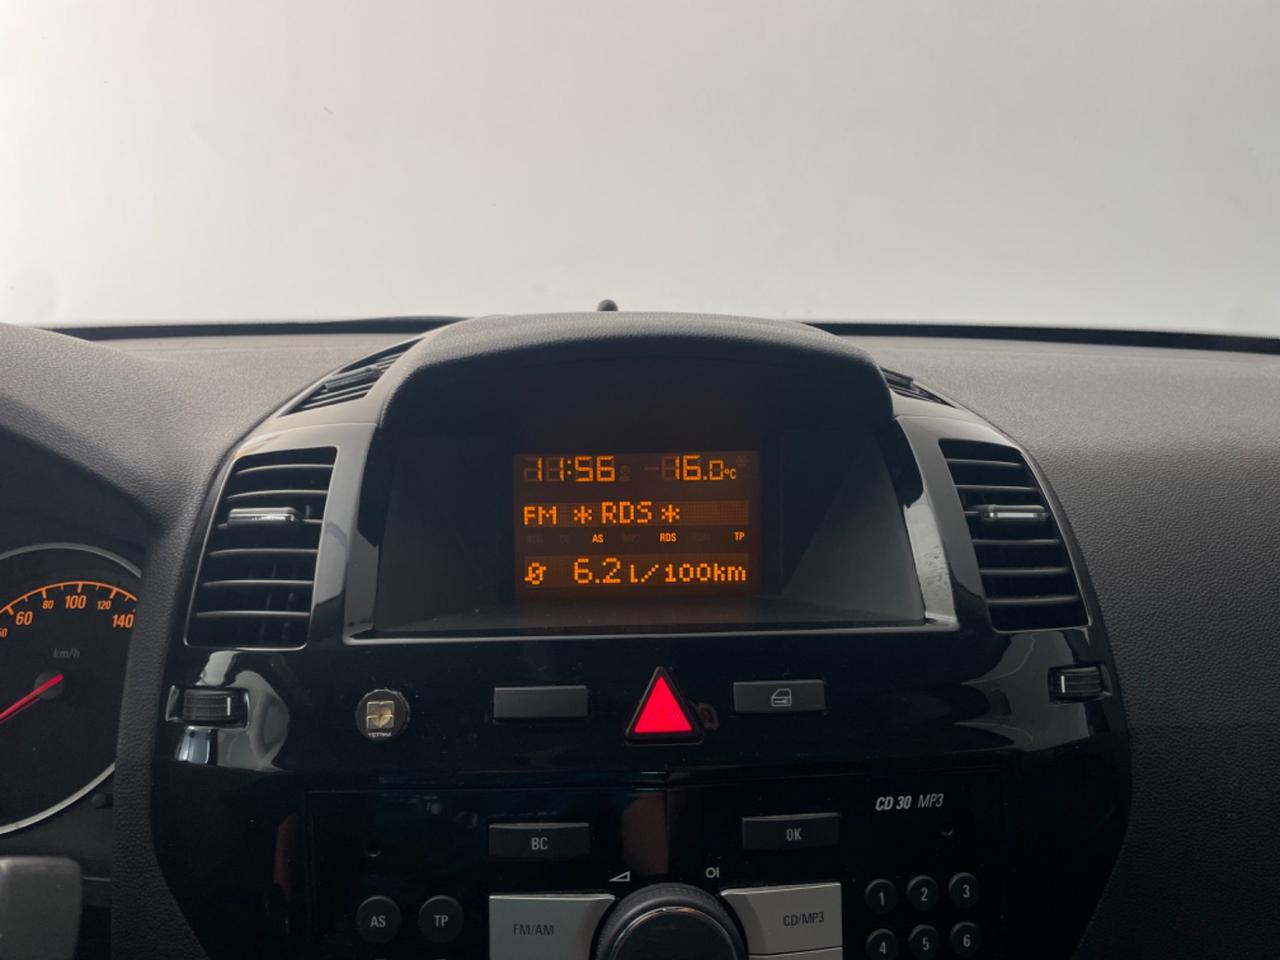 11:56 16.0°C
FM * RDS *
AS RDS TP
6.2 l/100km
60 80 100 120 140
km/h
CD 30 MP3
BC OK
AS TP FM/AM CD/MP3 1 2 3
4 5 6